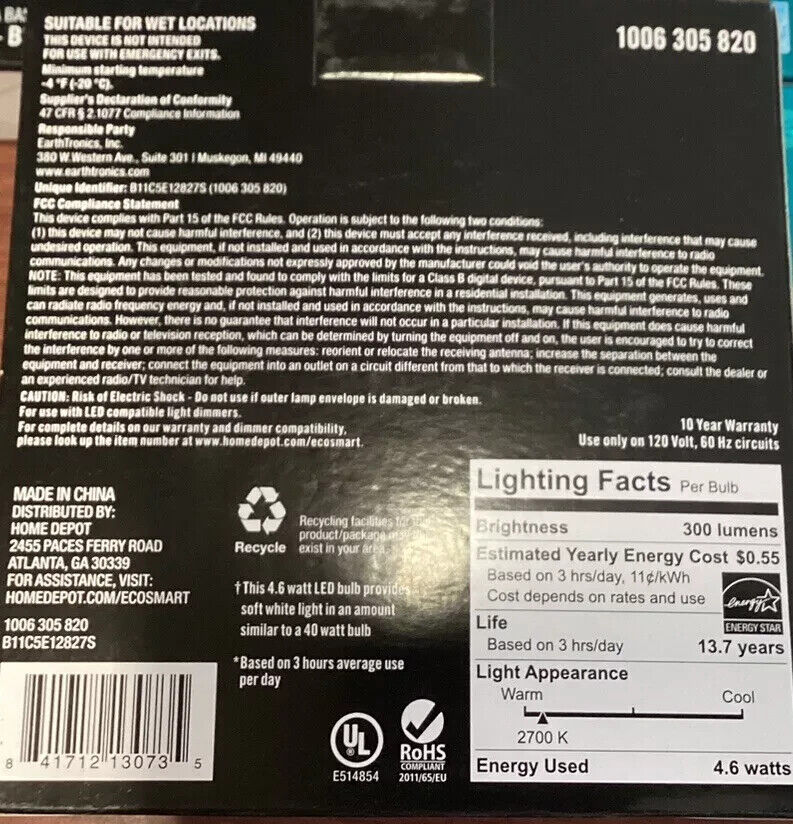 BA
B
SUITABLE FOR WET LOCATIONS
THIS DEVICE IS NOT INTENDED
FOR USE WITH EMERGENCY EXITS.
Minimum starting temperature
-4 °F (-20 °C).
Supplier's Declaration of Conformity
47 CFR § 2.1077 Compliance Information
Responsible Party
EarthTronics, Inc.
380 W. Western Ave., Suite 301 | Muskegon, MI 49440
www.earthtronics.com
Unique Identifier: B11C5E12827S (1006 305 820)
1006 305 820
FCC Compliance Statement
This device complies with Part 15 of the FCC Rules. Operation is subject to the following two conditions:
(1) this device may not cause harmful interference, and (2) this device must accept any interference received, including interference that may cause
undesired operation. This equipment, if not installed and used in accordance with the instructions, may cause harmful interference to radio
communications. Any changes or modifications not expressly approved by the manufacturer could void the user's authority to operate the equipment.
NOTE: This equipment has been tested and found to comply with the limits for a Class B digital device, pursuant to Part 15 of the FCC Rules. These
limits are designed to provide reasonable protection against harmful interference in a residential installation. This equipment generates, uses and
can radiate radio frequency energy and, if not installed and used in accordance with the instructions, may cause harmful interference to radio
communications. However, there is no guarantee that interference will not occur in a particular installation. If this equipment does cause harmful
interference to radio or television reception, which can be determined by turning the equipment off and on, the user is encouraged to try to correct
the interference by one or more of the following measures: reorient or relocate the receiving antenna; increase the separation between the
equipment and receiver; connect the equipment into an outlet on a circuit different from that to which the receiver is connected; consult the dealer or
an experienced radio/TV technician for help.
CAUTION: Risk of Electric Shock - Do not use if outer lamp envelope is damaged or broken.
For use with LED compatible light dimmers.
For complete details on our warranty and dimmer compatibility,
please look up the item number at www.homedepot.com/ecosmart.
10 Year Warranty
Use only on 120 Volt, 60 Hz circuits
MADE IN CHINA
DISTRIBUTED BY:
HOME DEPOT
2455 PACES FERRY ROAD
ATLANTA, GA 30339
FOR ASSISTANCE, VISIT:
HOMEDEPOT.COM/ECOSMART
1006 305 820
B11C5E12827S
8 41712 13073 5
Recycle
Recycling facilities for
product/package may
exist in your area.
†This 4.6 watt LED bulb provides
soft white light in an amount
similar to a 40 watt bulb
*Based on 3 hours average use
per day
UL
E514854
RoHS
COMPLIANT
2011/65/EU
Lighting Facts Per Bulb
Brightness 300 lumens
Estimated Yearly Energy Cost $0.55
Based on 3 hrs/day, 11¢/kWh
Cost depends on rates and use
energy
ENERGY STAR
Life
Based on 3 hrs/day 13.7 years
Light Appearance
Warm Cool
2700 K
Energy Used 4.6 watts